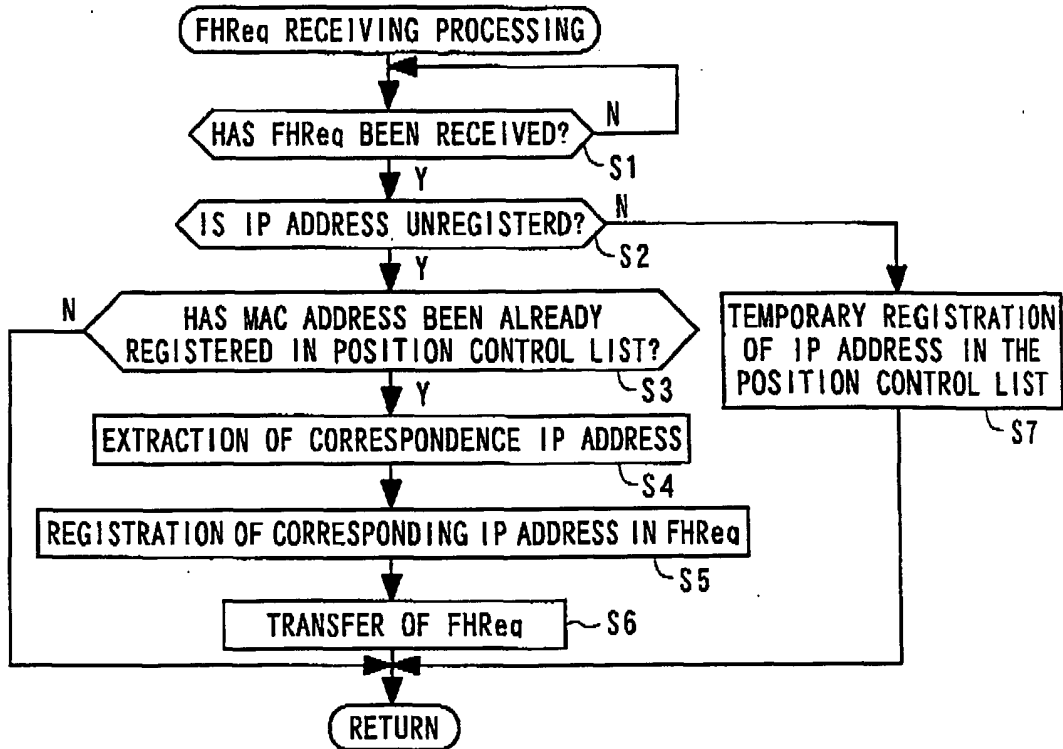 FHReq RECEIVING PROCESSING
HAS FHReq BEEN RECEIVED?
N
S1
Y
IS IP ADDRESS UNREGISTERD?
N
S2
Y
N
HAS MAC ADDRESS BEEN ALREADY
REGISTERED IN POSITION CONTROL LIST?
S3
Y
TEMPORARY REGISTRATION
OF IP ADDRESS IN THE
POSITION CONTROL LIST
S7
EXTRACTION OF CORRESPONDENCE IP ADDRESS
S4
REGISTRATION OF CORRESPONDING IP ADDRESS IN FHReq
S5
TRANSFER OF FHReq
S6
RETURN